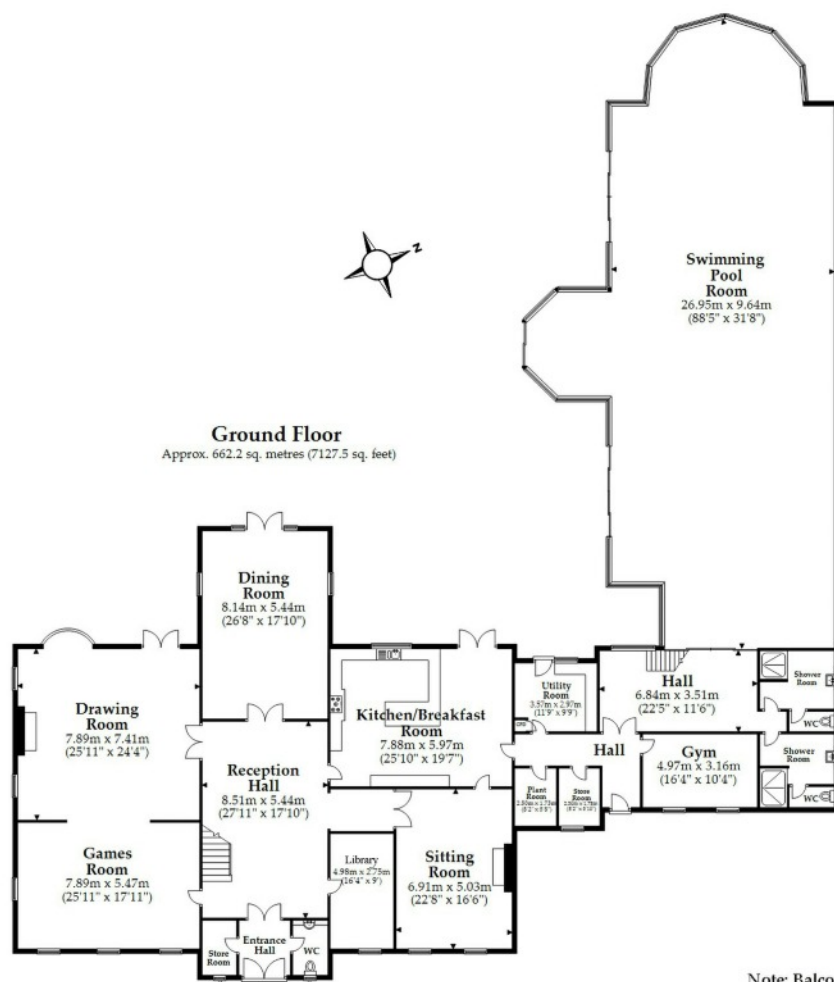 Swimming
Pool
Room
26.95m x 9.64m
(88'5" x 31'8")
N
Ground Floor
Approx. 662.2 sq. metres (7127.5 sq. feet)
Dining
Room
8.14m x 5.44m
(26'8" x 17'10")
Drawing
Room
7.89m x 7.41m
(25'11" x 24'4")
Kitchen/Breakfast
Room
7.88m x 5.97m
(25'10" x 19'7")
Utility
Room
3.57m x 2.97m
(11'9" x 9'9")
Hall
6.84m x 3.51m
(22'5" x 11'6")
Shower
Room
WC
Reception
Hall
8.51m x 5.44m
(27'11" x 17'10")
Hall
Gym
4.97m x 3.16m
(16'4" x 10'4")
Shower
Room
WC
Plant
Room
Store
Room
Games
Room
7.89m x 5.47m
(25'11" x 17'11")
Library
4.98m x 2.75m
(16'4" x 9')
Sitting
Room
6.91m x 5.03m
(22'8" x 16'6")
Store
Room
Entrance
Hall
WC
Note: Balco